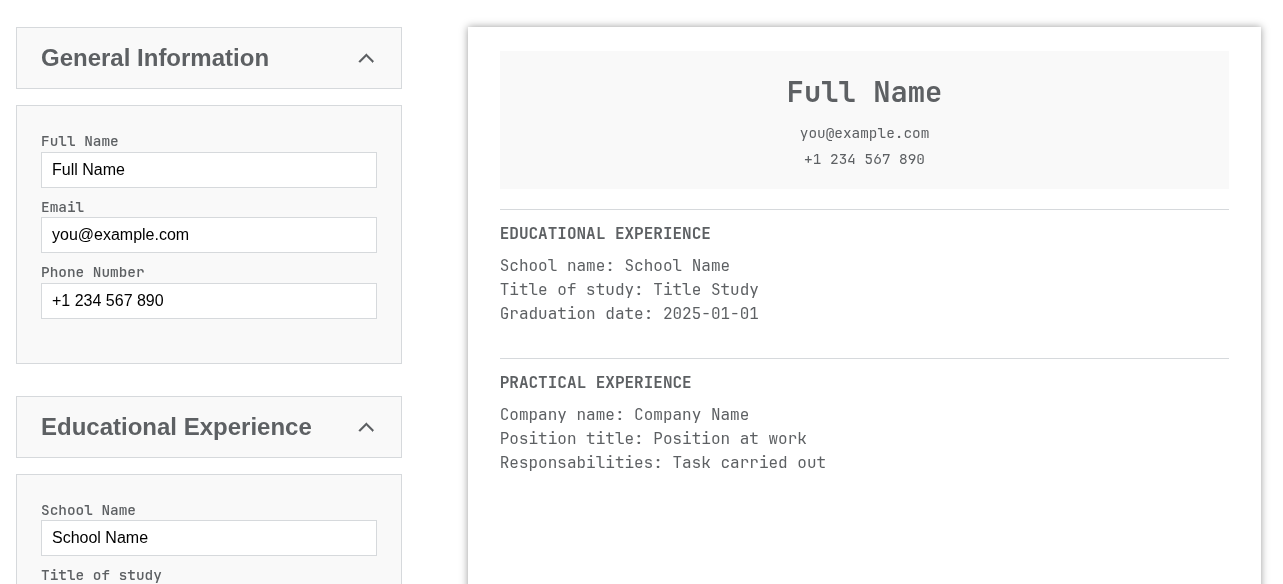 General Information
Full Name
Full Name
Email
you@example.com
Phone Number
+1 234 567 890
Educational Experience
School Name
School Name
Title of study
Full Name
you@example.com
+1 234 567 890
EDUCATIONAL EXPERIENCE
School name: School Name
Title of study: Title Study
Graduation date: 2025-01-01
PRACTICAL EXPERIENCE
Company name: Company Name
Position title: Position at work
Responsabilities: Task carried out